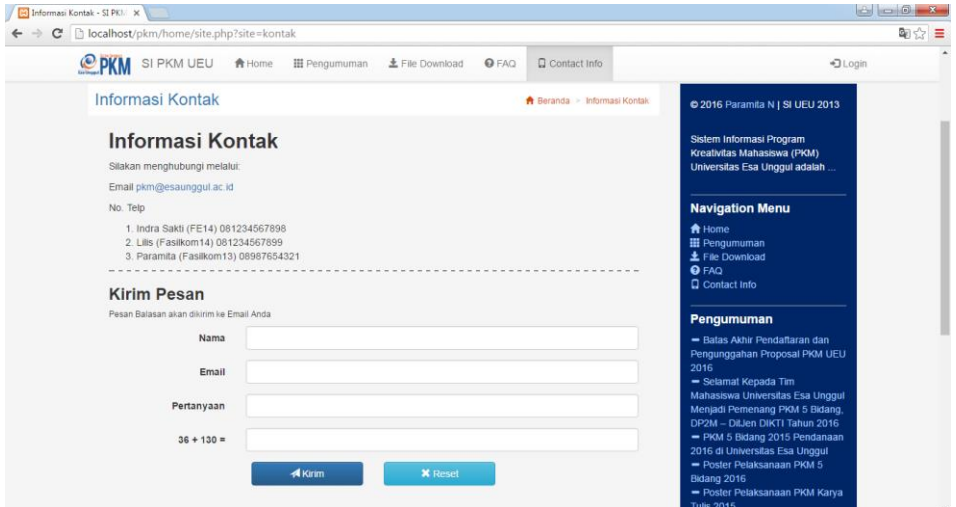 Informasi Kontak - SI PKM
localhost/pkm/home/site.php?site=kontak
PKM SI PKM UEU Home Pengumuman File Download FAQ Contact Info Login
Informasi Kontak
Beranda > Informasi Kontak
Informasi Kontak
Silakan menghubungi melalui:
Email pkm@esaunggul.ac.id
No. Telp
1. Indra Sakti (FE14) 081234567898
2. Lilis (Fasilkom14) 081234567899
3. Paramita (Fasilkom13) 08987654321
Kirim Pesan
Pesan Balasan akan dikirim ke Email Anda
Nama
Email
Pertanyaan
36 + 130 =
Kirim Reset
© 2016 Paramita N | SI UEU 2013
Sistem Informasi Program
Kreativitas Mahasiswa (PKM)
Universitas Esa Unggul adalah ...
Navigation Menu
Home
Pengumuman
File Download
FAQ
Contact Info
Pengumuman
Batas Akhir Pendaftaran dan
Pengunggahan Proposal PKM UEU
2016
Selamat Kepada Tim
Mahasiswa Universitas Esa Unggul
Menjadi Pemenang PKM 5 Bidang,
DP2M – DitJen DIKTI Tahun 2016
PKM 5 Bidang 2015 Pendanaan
2016 di Universitas Esa Unggul
Poster Pelaksanaan PKM 5
Bidang 2016
Poster Pelaksanaan PKM Karya
Tulis 2015